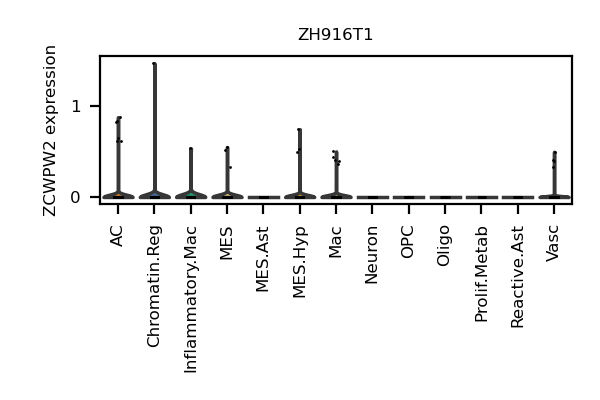 ZH916T1
ZCWPW2 expression
1
0
AC
Chromatin.Reg
Inflammatory.Mac
MES
MES.Ast
MES.Hyp
Mac
Neuron
OPC
Oligo
Prolif.Metab
Reactive.Ast
Vasc